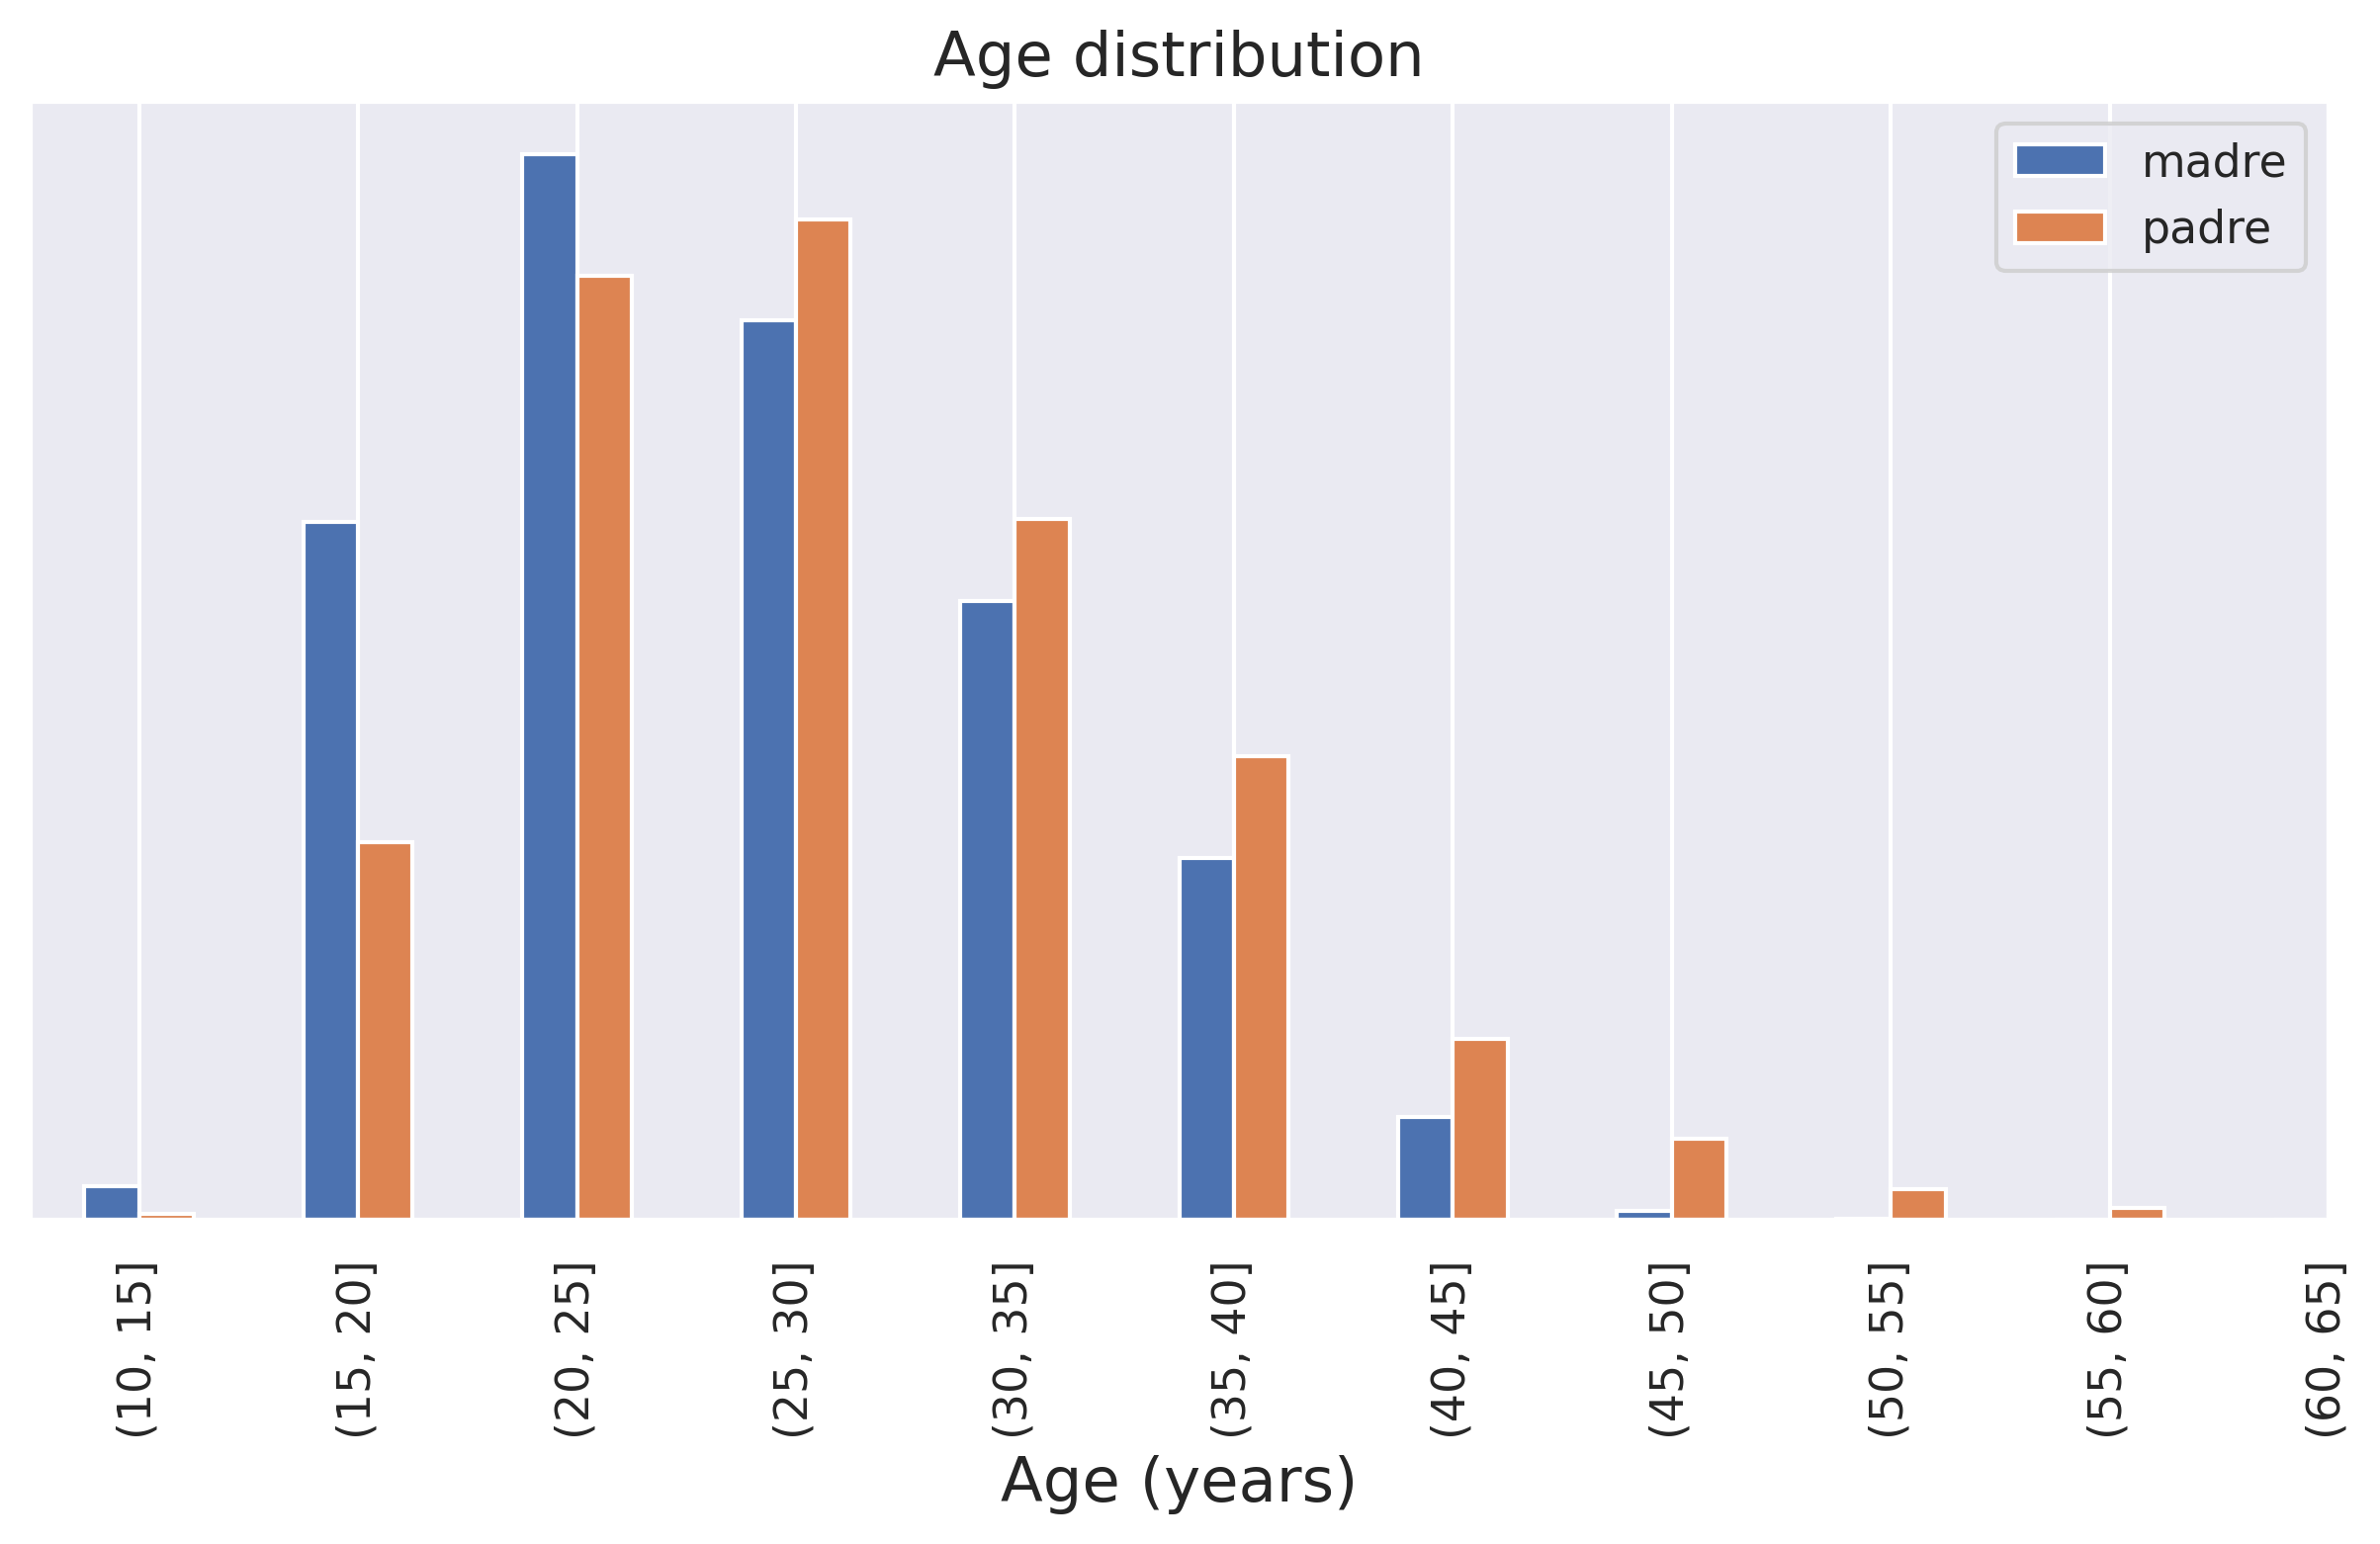 Age distribution
madre
padre
(10, 15]
(15, 20]
(20, 25]
(25, 30]
(30, 35]
(35, 40]
(40, 45]
(45, 50]
(50, 55]
(55, 60]
(60, 65]
Age (years)